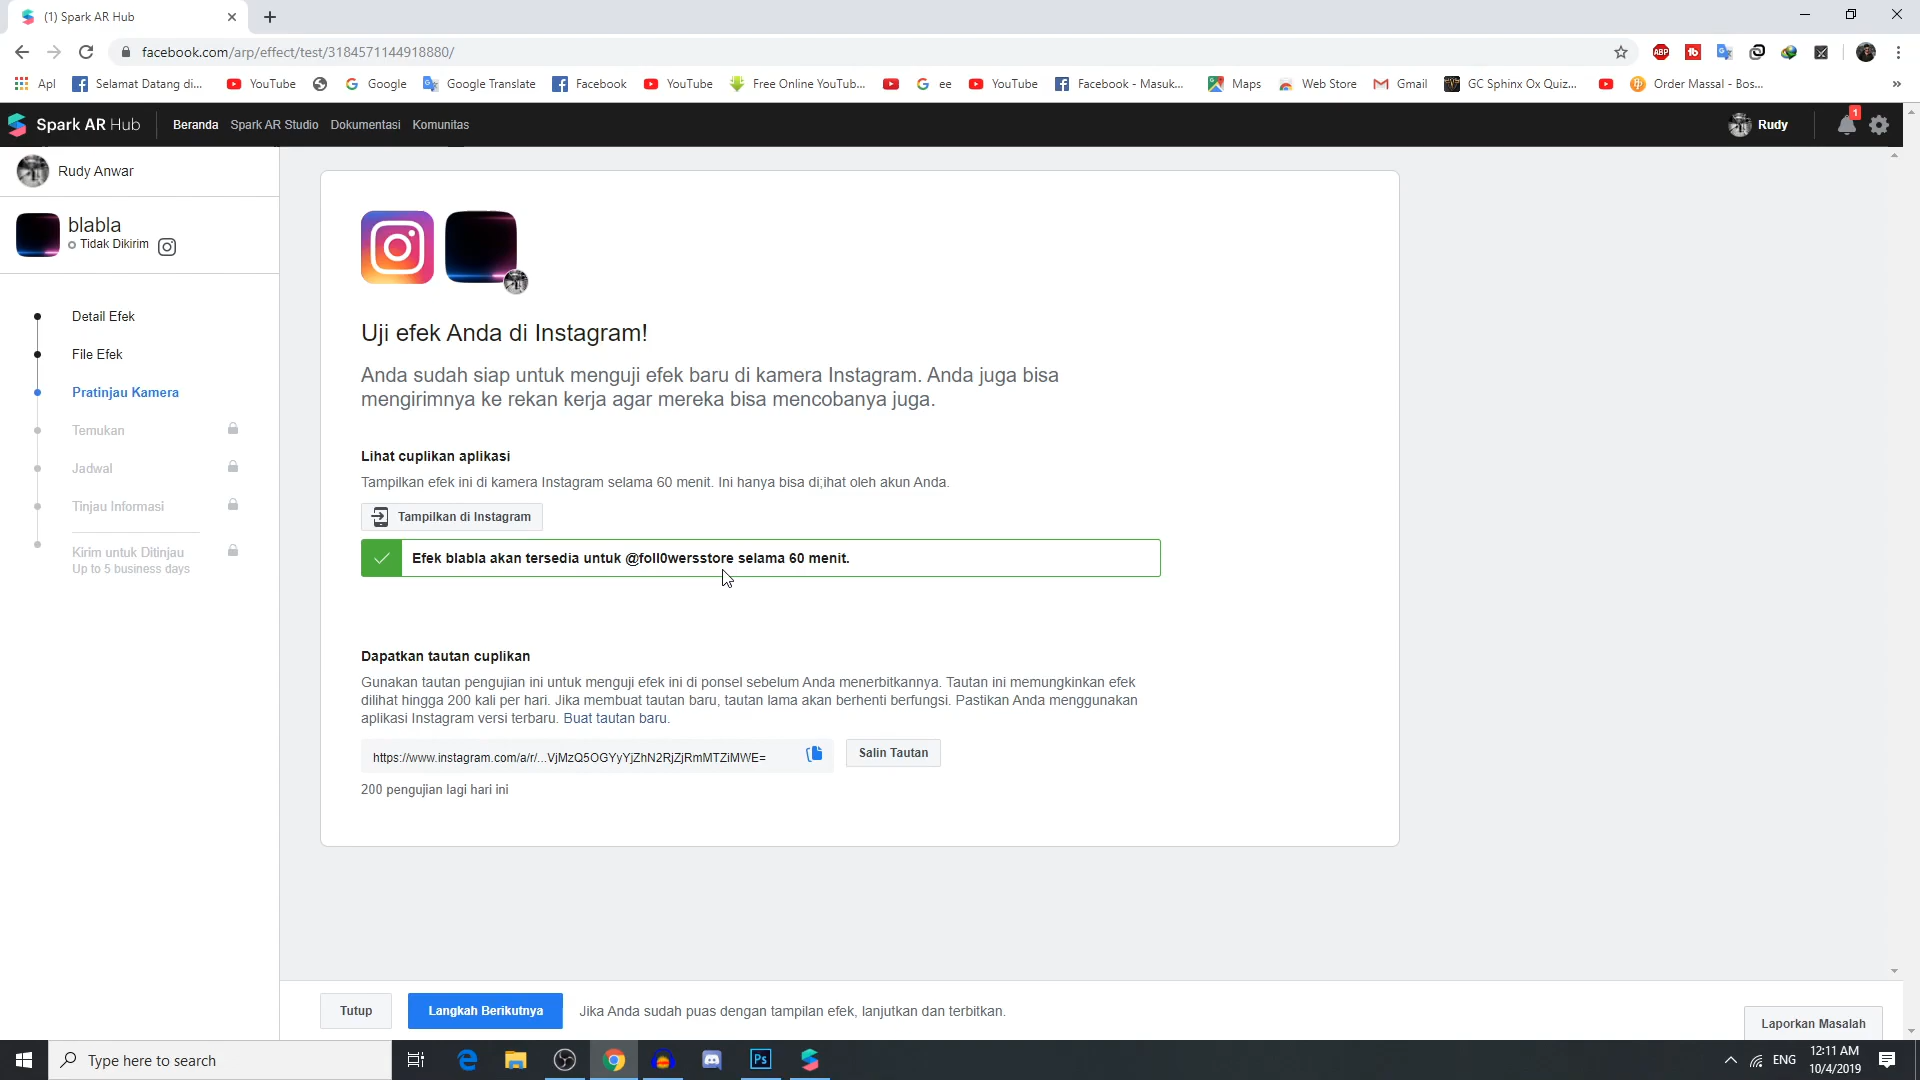 (1) Spark AR Hub
facebook.com/arp/effect/test/3184571144918880/
Apl
Selamat Datang di...
YouTube
Google
Google Translate
Facebook
YouTube
Free Online YouTub...
ee
YouTube
Facebook - Masuk...
Maps
Web Store
Gmail
GC Sphinx Ox Quiz...
Order Massal - Bos...
»
Spark AR Hub
Beranda
Spark AR Studio
Dokumentasi
Komunitas
Rudy
1
Rudy Anwar
blabla
Tidak Dikirim
Detail Efek
File Efek
Pratinjau Kamera
Temukan
Jadwal
Tinjau Informasi
Kirim untuk Ditinjau
Up to 5 business days
Uji efek Anda di Instagram!
Anda sudah siap untuk menguji efek baru di kamera Instagram. Anda juga bisa
mengirimnya ke rekan kerja agar mereka bisa mencobanya juga.
Lihat cuplikan aplikasi
Tampilkan efek ini di kamera Instagram selama 60 menit. Ini hanya bisa di;ihat oleh akun Anda.
Tampilkan di Instagram
Efek blabla akan tersedia untuk @foll0wersstore selama 60 menit.
Dapatkan tautan cuplikan
Gunakan tautan pengujian ini untuk menguji efek ini di ponsel sebelum Anda menerbitkannya. Tautan ini memungkinkan efek
dilihat hingga 200 kali per hari. Jika membuat tautan baru, tautan lama akan berhenti berfungsi. Pastikan Anda menggunakan
aplikasi Instagram versi terbaru. Buat tautan baru.
https://www.instagram.com/a/r/...VjMzQ5OGYyYjZhN2RjZjRmMTZiMWE=
Salin Tautan
200 pengujian lagi hari ini
Tutup
Langkah Berikutnya
Jika Anda sudah puas dengan tampilan efek, lanjutkan dan terbitkan.
Laporkan Masalah
Type here to search
Ps
ENG
12:11 AM
10/4/2019